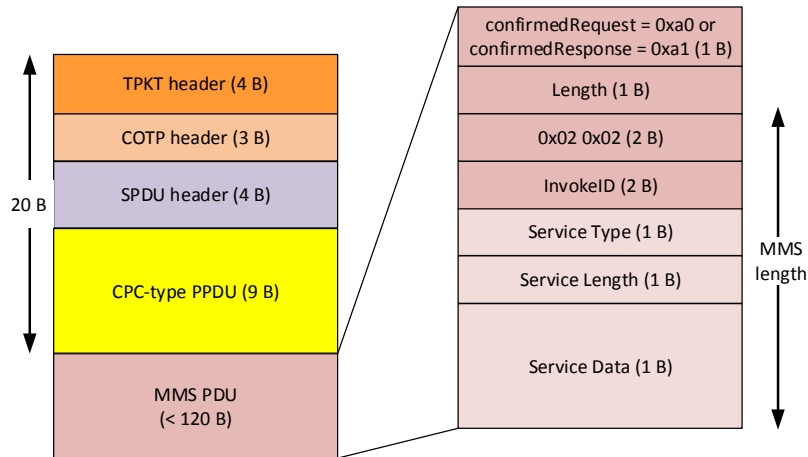 20 B
TPKT header (4 B)
COTP header (3 B)
SPDU header (4 B)
CPC-type PPDU (9 B)
MMS PDU
(< 120 B)
confirmedRequest = 0xa0 or
confirmedResponse = 0xa1 (1 B)
Length (1 B)
0x02 0x02 (2 B)
InvokeID (2 B)
Service Type (1 B)
Service Length (1 B)
Service Data (1 B)
MMS
length